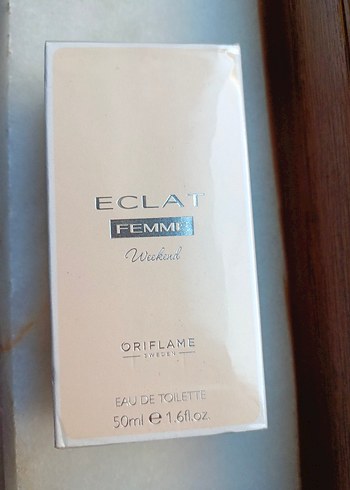 ECLAT
FEMME
Weekend
ORIFLAME
SWEDEN
EAU DE TOILETTE
50ml e 1,6fl.oz.